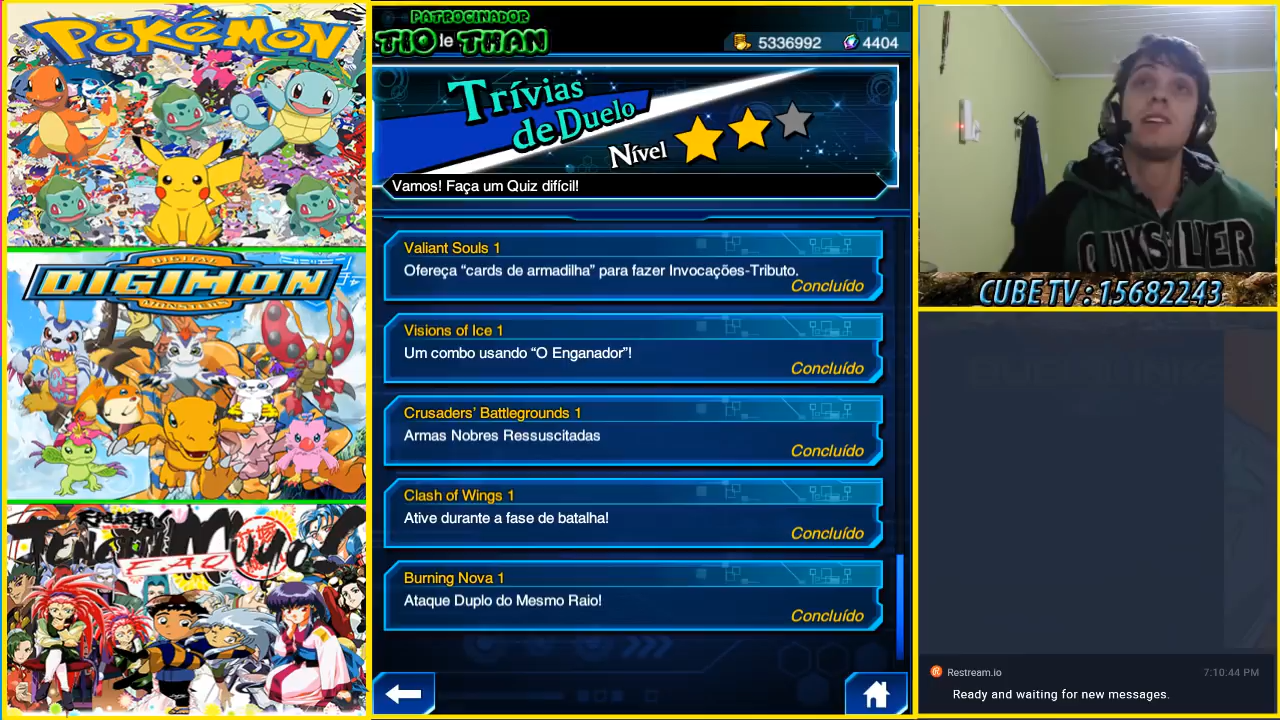 POKÉMON
DIGITAL
DIGIMON
MONSTERS
PATROCINADOR
TIO le THAN
5336992
4404
Trívias
de Duelo
Nível
Vamos! Faça um Quiz difícil!
Valiant Souls 1
Ofereça “cards de armadilha” para fazer Invocações-Tributo.
Concluído
Visions of Ice 1
Um combo usando “O Enganador”!
Concluído
Crusaders’ Battlegrounds 1
Armas Nobres Ressuscitadas
Concluído
Clash of Wings 1
Ative durante a fase de batalha!
Concluído
Burning Nova 1
Ataque Duplo do Mesmo Raio!
Concluído
QUIKSILVER
CUBE TV : 15682243
Restream.io
7:10:44 PM
Ready and waiting for new messages.